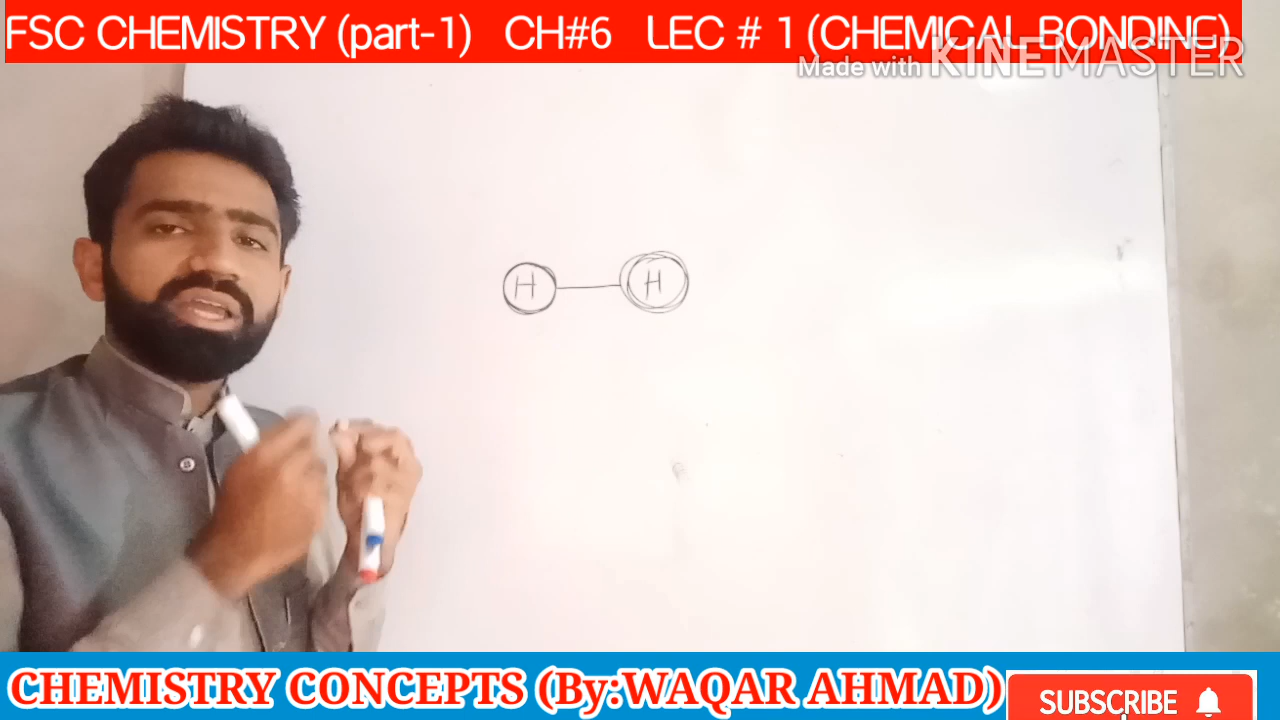 FSC CHEMISTRY (part-1) CH#6 LEC # 1 (CHEMICAL BONDING)
Made with KINEMASTER
H H
CHEMISTRY CONCEPTS (By:WAQAR AHMAD)
SUBSCRIBE